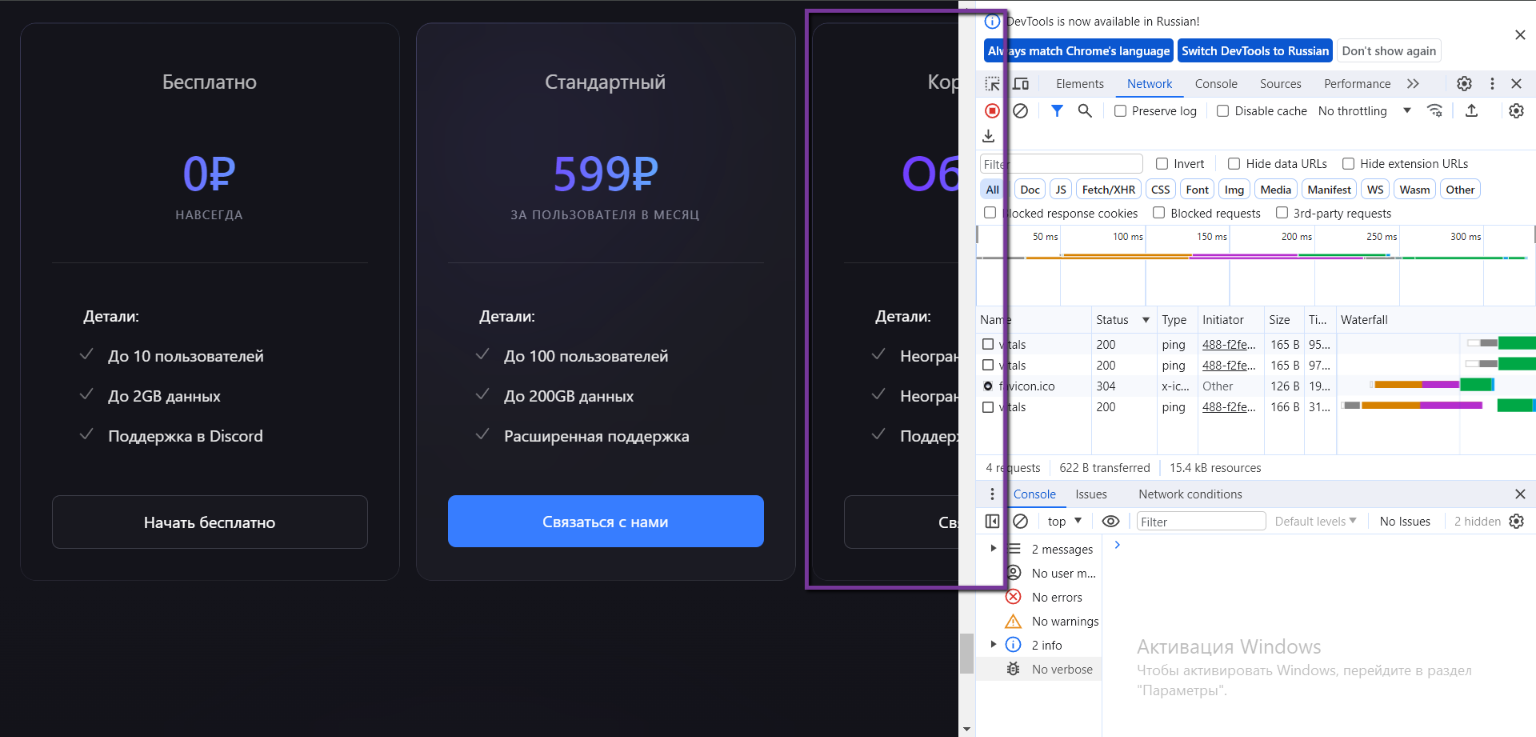 Бесплатно
0₽
НАВСЕГДА
Детали:
До 10 пользователей
До 2GB данных
Поддержка в Discord
Начать бесплатно
Стандартный
599₽
ЗА ПОЛЬЗОВАТЕЛЯ В МЕСЯЦ
Детали:
До 100 пользователей
До 200GB данных
Расширенная поддержка
Связаться с нами
Кор
Об
Детали:
Неогран
Неогран
Поддер
Свя
DevTools is now available in Russian!
Always match Chrome's language Switch DevTools to Russian Don't show again
Elements Network Console Sources Performance
Preserve log Disable cache No throttling
Filter Invert Hide data URLs Hide extension URLs
All Doc JS Fetch/XHR CSS Font Img Media Manifest WS Wasm Other
Blocked response cookies Blocked requests 3rd-party requests
50 ms 100 ms 150 ms 200 ms 250 ms 300 ms
Name Status Type Initiator Size Ti... Waterfall
vitals 200 ping 488-f2fe... 165 B 95...
vitals 200 ping 488-f2fe... 165 B 97...
favicon.ico 304 x-ic... Other 126 B 19...
vitals 200 ping 488-f2fe... 166 B 31...
4 requests 622 B transferred 15.4 kB resources
Console Issues Network conditions
top Filter Default levels No Issues 2 hidden
2 messages
No user m...
No errors
No warnings
2 info
No verbose
Активация Windows
Чтобы активировать Windows, перейдите в раздел
"Параметры".